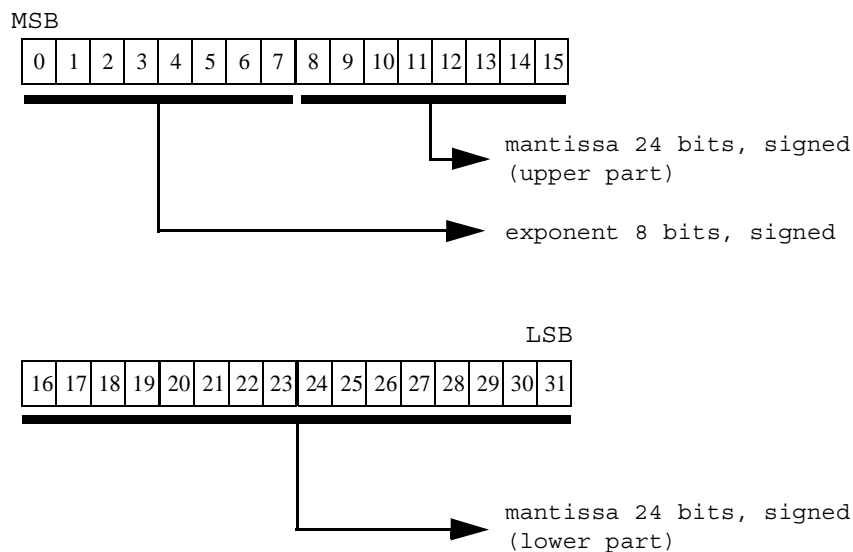 MSB
0 1 2 3 4 5 6 7 8 9 10 11 12 13 14 15
mantissa 24 bits, signed
(upper part)
exponent 8 bits, signed
LSB
16 17 18 19 20 21 22 23 24 25 26 27 28 29 30 31
mantissa 24 bits, signed
(lower part)